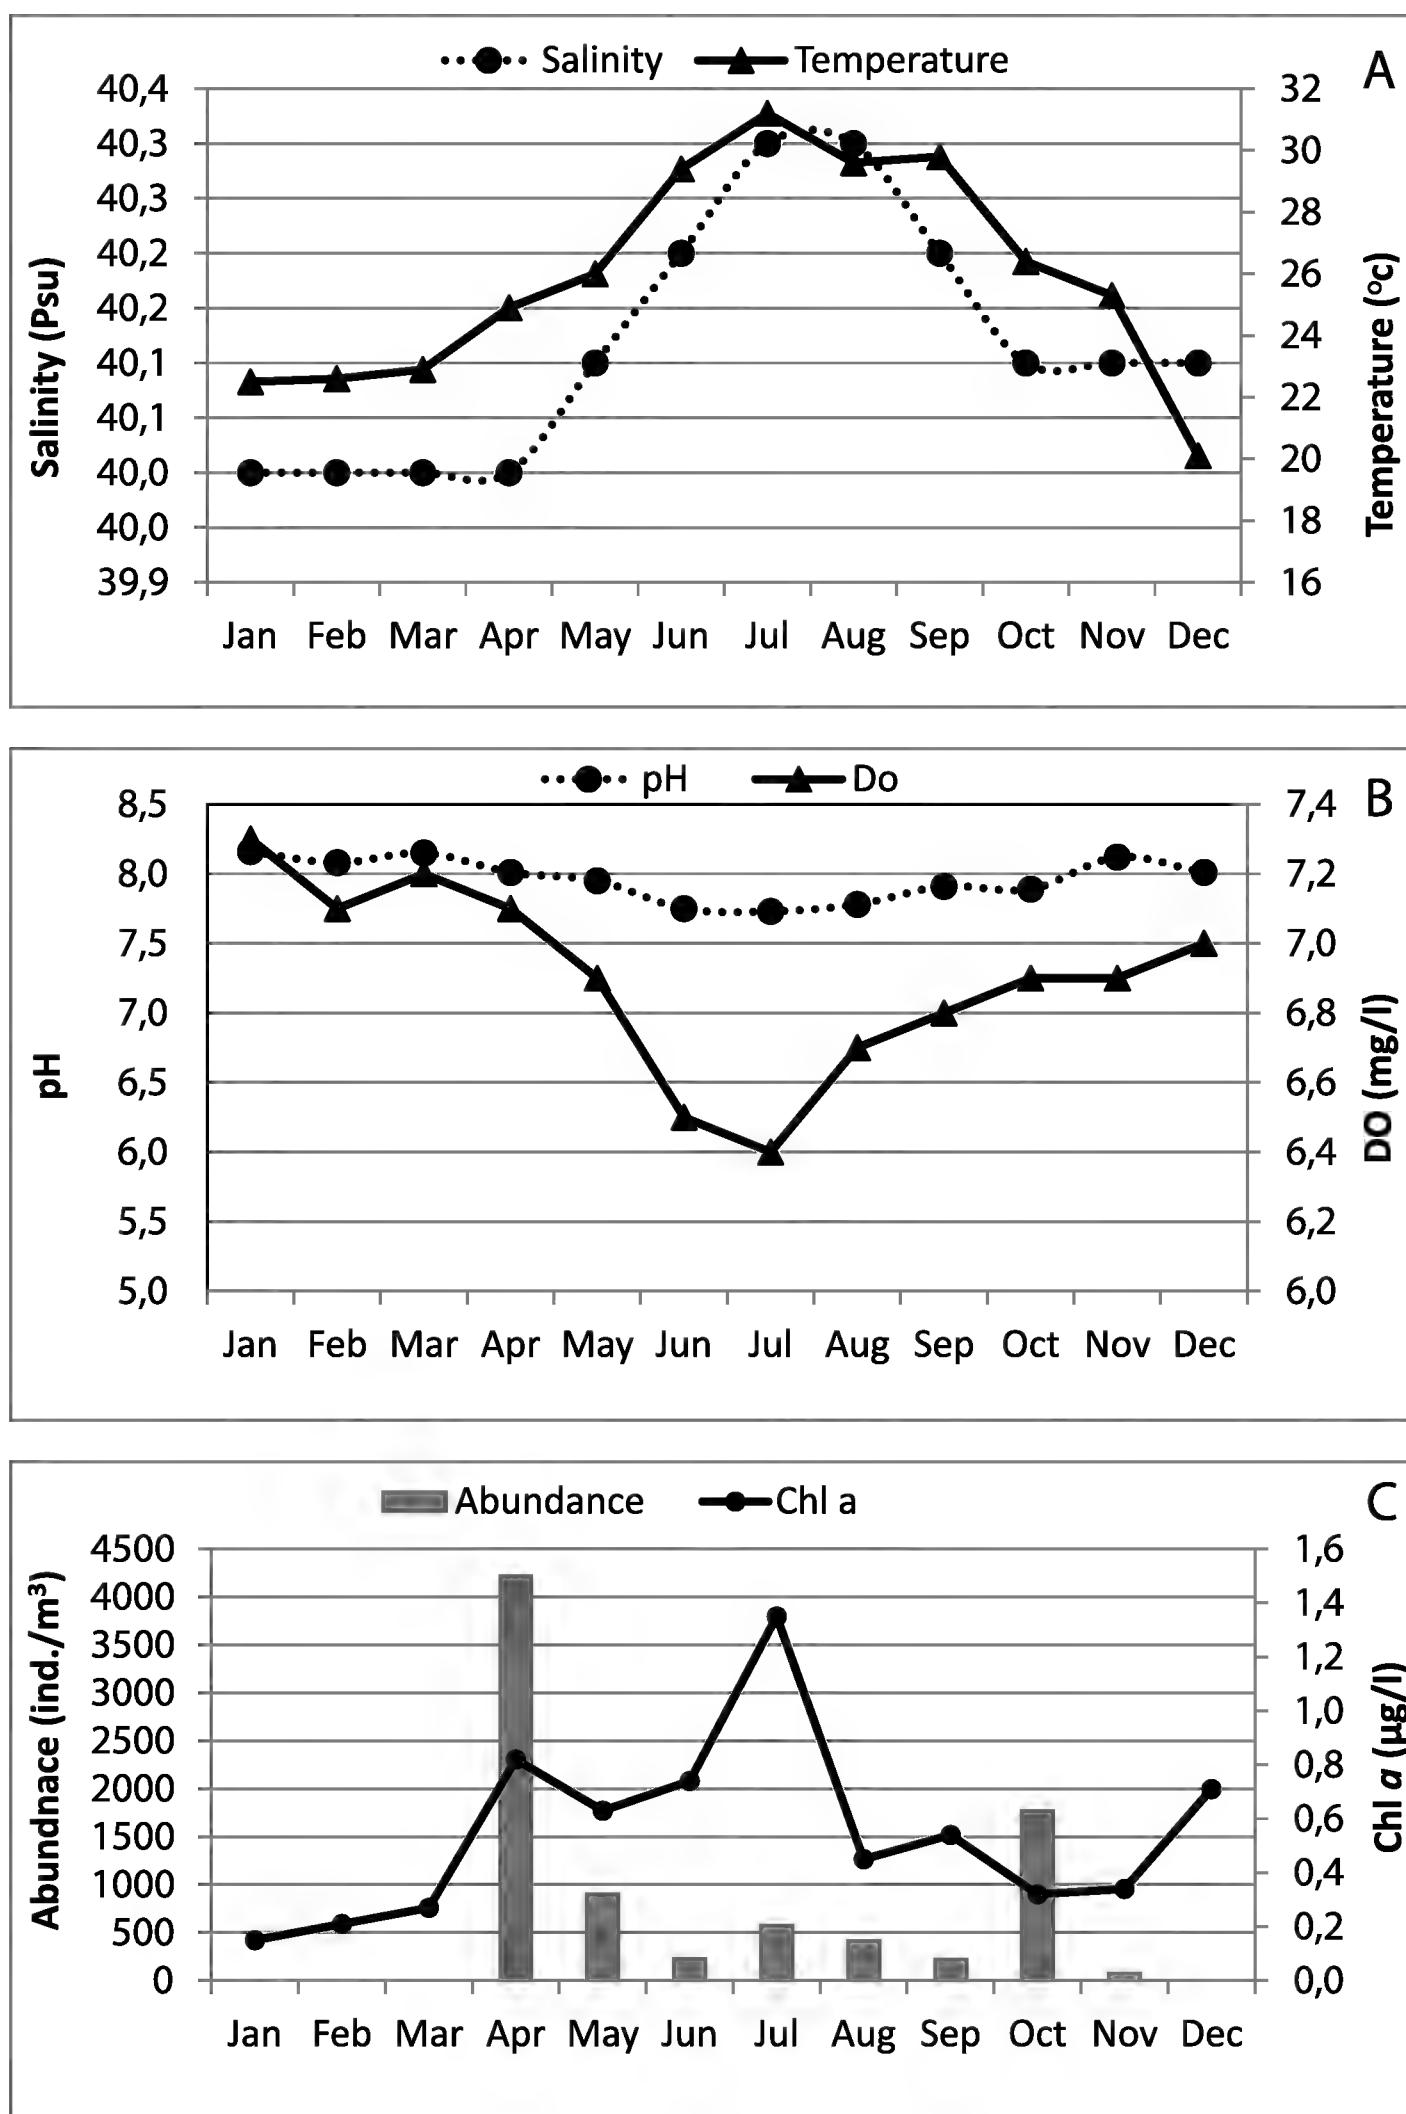 Salinity Temperature A
40,4 32
40,3 30
40,3 28
40,2 26
40,2 24
40,1 22
40,1 20
40,0 18
40,0 16
39,9
Salinity (Psu)
Temperature (°c)
Jan Feb Mar Apr May Jun Jul Aug Sep Oct Nov Dec
pH Do B
8,5 7,4
8,0 7,2
7,5 7,0
7,0 6,8
6,5 6,6
6,0 6,4
5,5 6,2
5,0 6,0
pH
DO (mg/l)
Jan Feb Mar Apr May Jun Jul Aug Sep Oct Nov Dec
Abundance Chl a C
4500 1,6
4000 1,4
3500 1,2
3000 1,0
2500 0,8
2000 0,6
1500 0,4
1000 0,2
500 0,0
0
Abundnace (ind./m³)
Chl a (µg/l)
Jan Feb Mar Apr May Jun Jul Aug Sep Oct Nov Dec